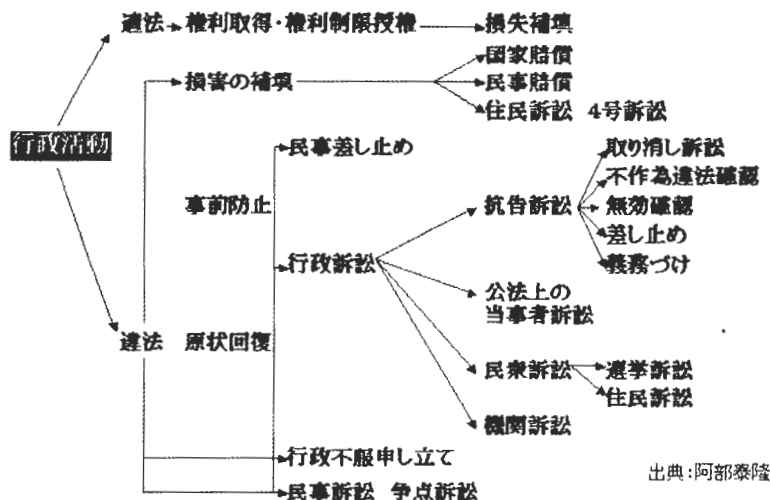 適法 権利取得・権利制限授権 損失補填
国家賠償
損害の補填 民事賠償
住民訴訟 4号訴訟
行政活動
民事差し止め
取り消し訴訟
不作為違法確認
事前防止
抗告訴訟 無効確認
差し止め
行政訴訟
義務づけ
公法上の
当事者訴訟
違法 原状回復
民衆訴訟 選挙訴訟
住民訴訟
機関訴訟
行政不服申し立て
出典:阿部泰隆
民事訴訟 争点訴訟